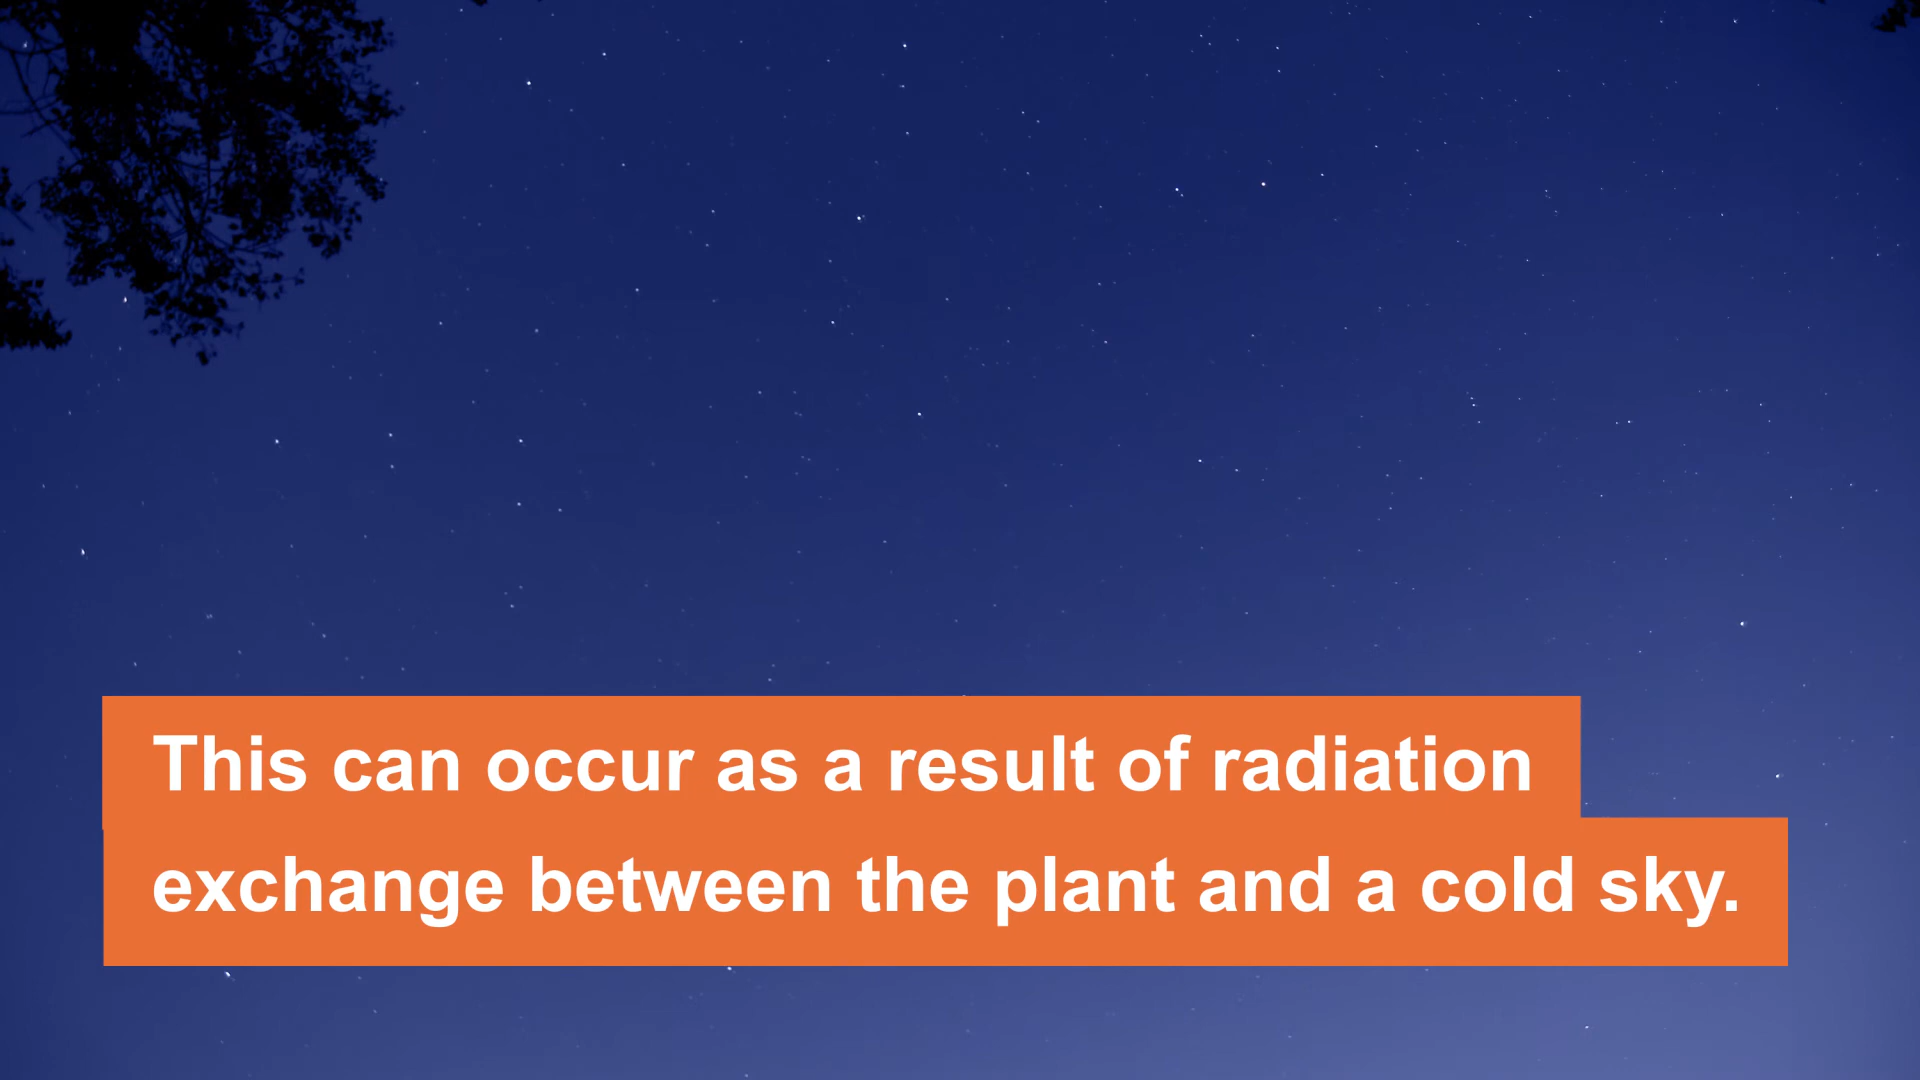 This can occur as a result of radiation
exchange between the plant and a cold sky.